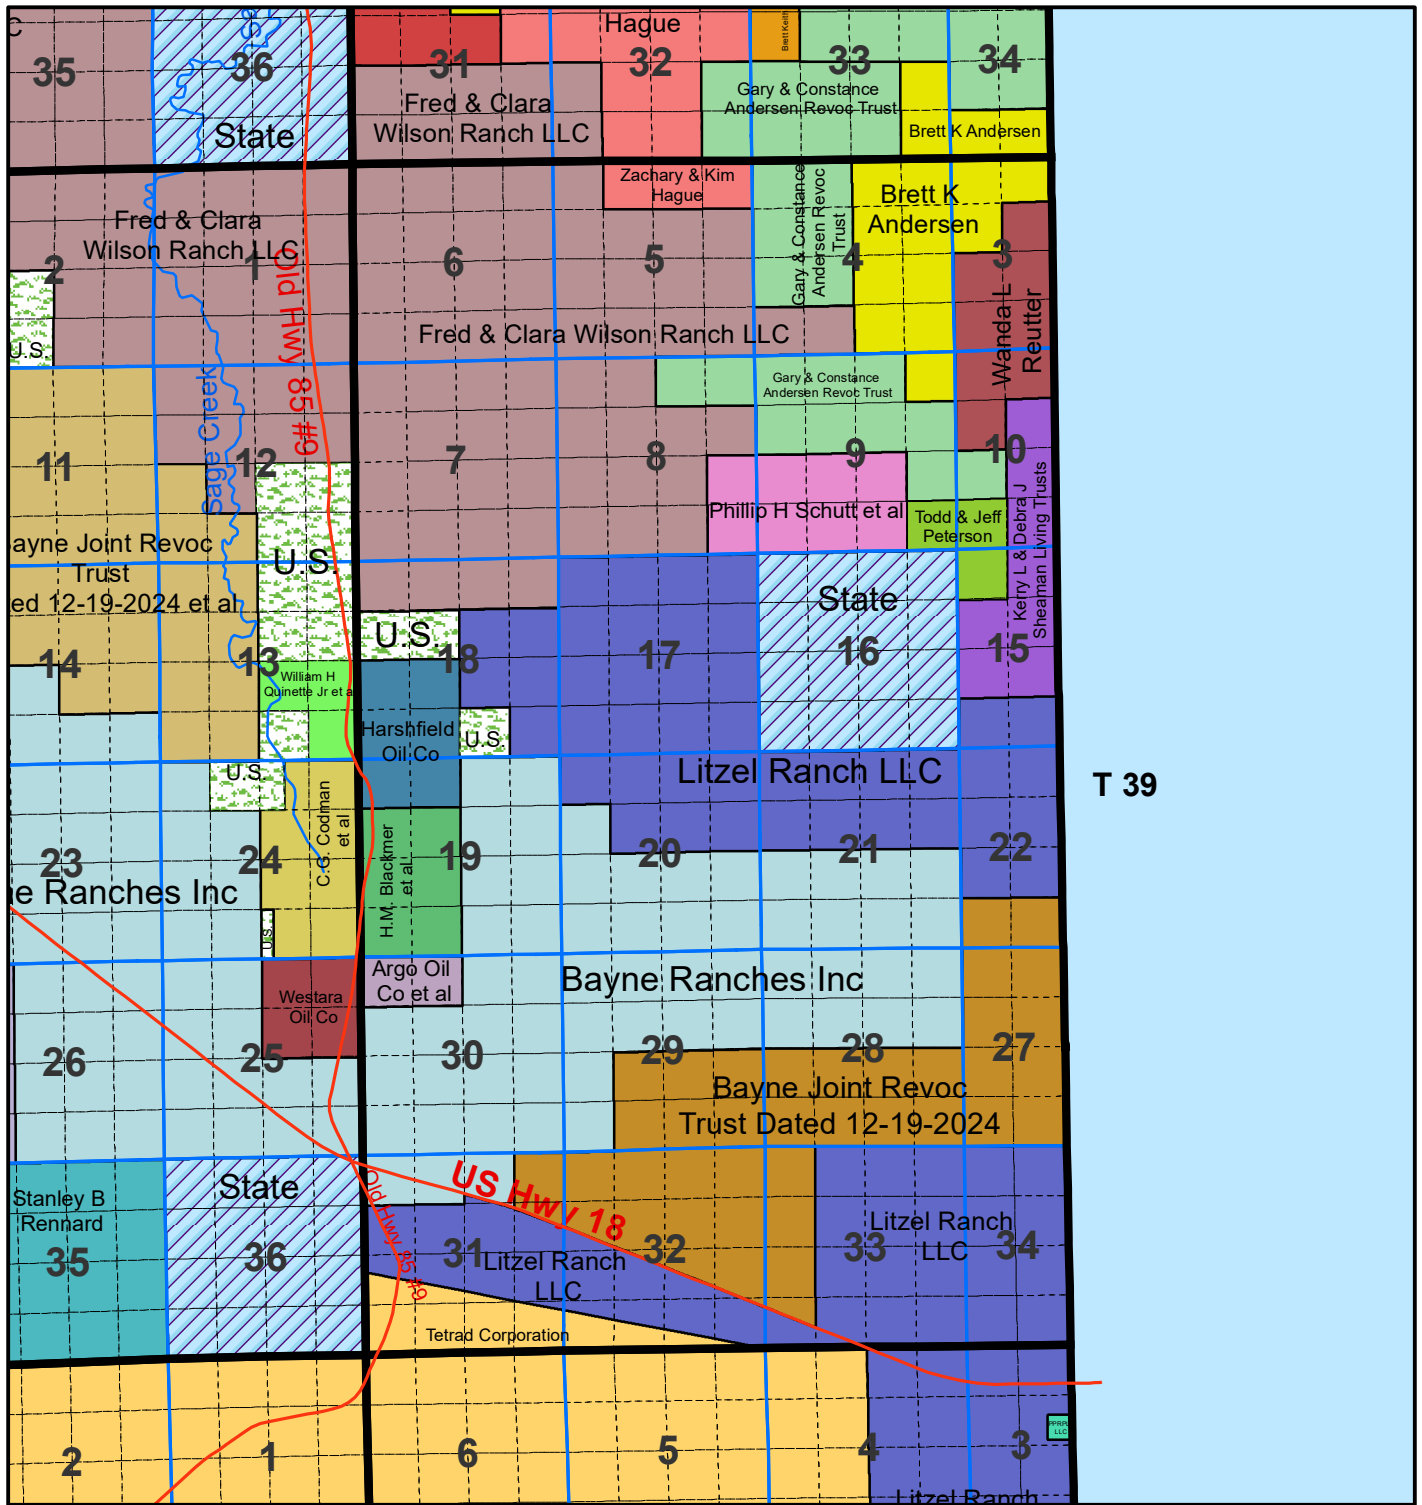 C
35
36
State
31
Hague
32
Brett Keith
33
34
Fred & Clara
Wilson Ranch LLC
Gary & Constance
Andersen Revoc Trust
Brett K Andersen
Zachary & Kim
Hague
Gary & Constance
Andersen Revoc
Trust
Brett K
Andersen
Fred & Clara
Wilson Ranch LLC
2
1
6
5
4
3
U.S.
Old Hwy 85 #9
Fred & Clara Wilson Ranch LLC
Wanda L
Reutter
Gary & Constance
Andersen Revoc Trust
Sage Creek
11
12
7
8
9
10
Phillip H Schutt et al
Todd & Jeff
Peterson
Kerry L & Debra J
Sheaman Living Trusts
ayne Joint Revoc
Trust
ed 12-19-2024 et al
U.S.
State
U.S.
14
13
18
17
16
15
William H
Quinette Jr et a
Harshfield
Oil Co
U.S.
U.S.
Litzel Ranch LLC
T 39
C.G. Codman
et al
H.M. Blackmer
et al
23
24
19
20
21
22
e Ranches Inc
U.S.
Argo Oil
Co et al
Bayne Ranches Inc
Westara
Oil Co
26
25
30
29
28
27
Bayne Joint Revoc
Trust Dated 12-19-2024
Stanley B
Rennard
State
US Hwy 18
Old Hwy 85 #9
Litzel Ranch
LLC
35
36
31
32
33
34
Litzel Ranch
LLC
Tetrad Corporation
2
1
6
5
4
3
LLC
Litzel Ranch